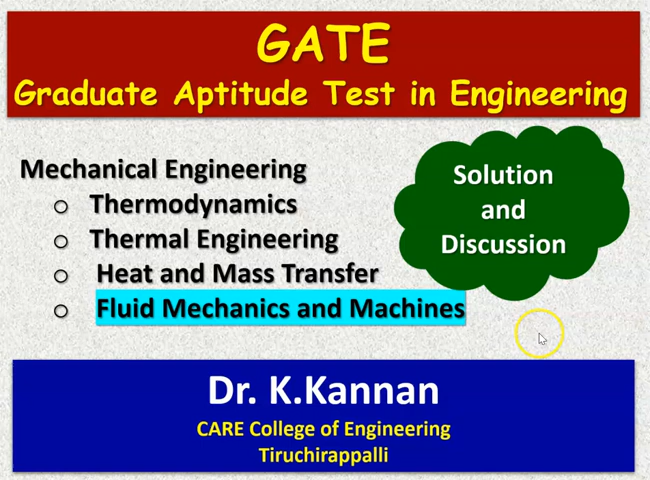 GATE
Graduate Aptitude Test in Engineering
Mechanical Engineering
o Thermodynamics
o Thermal Engineering
o Heat and Mass Transfer
o Fluid Mechanics and Machines
Solution
and
Discussion
Dr. K.Kannan
CARE College of Engineering
Tiruchirappalli